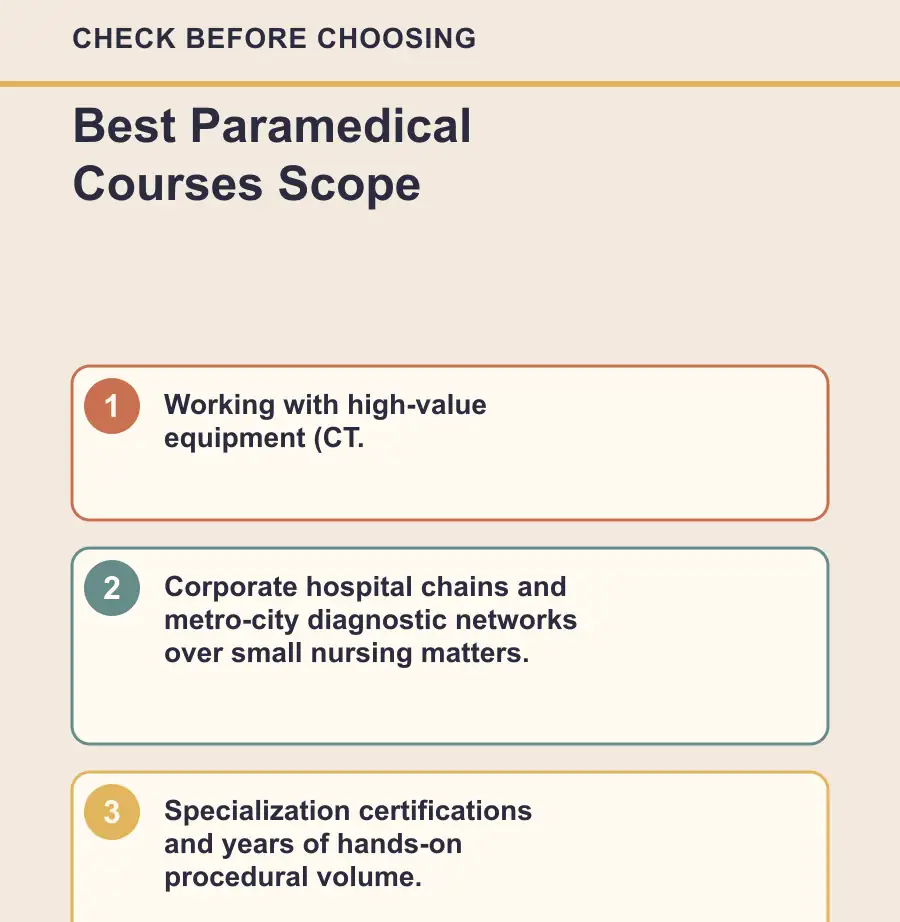 CHECK BEFORE CHOOSING
Best Paramedical
Courses Scope
1
Working with high-value
equipment (CT.
2
Corporate hospital chains and
metro-city diagnostic networks
over small nursing matters.
3
Specialization certifications
and years of hands-on
procedural volume.